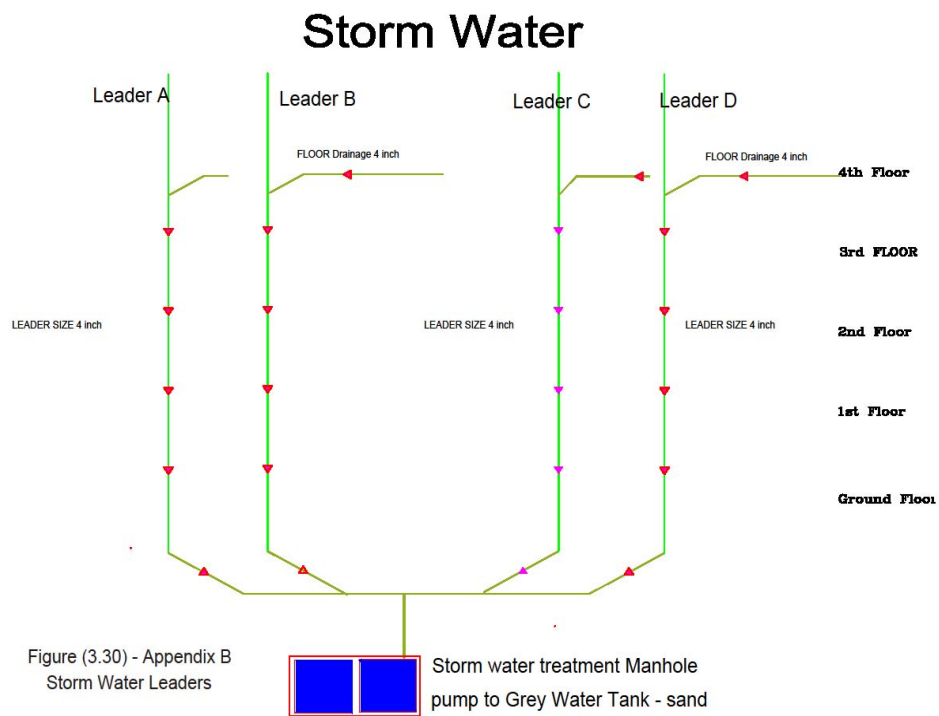 Storm Water
Leader A
Leader B
Leader C
Leader D
FLOOR Drainage 4 inch
FLOOR Drainage 4 inch
4th Floor
3rd FLOOR
LEADER SIZE 4 inch
LEADER SIZE 4 inch
LEADER SIZE 4 inch
2nd Floor
1st Floor
Ground Floor
Figure (3.30) - Appendix B
Storm Water Leaders
Storm water treatment Manhole
pump to Grey Water Tank - sand